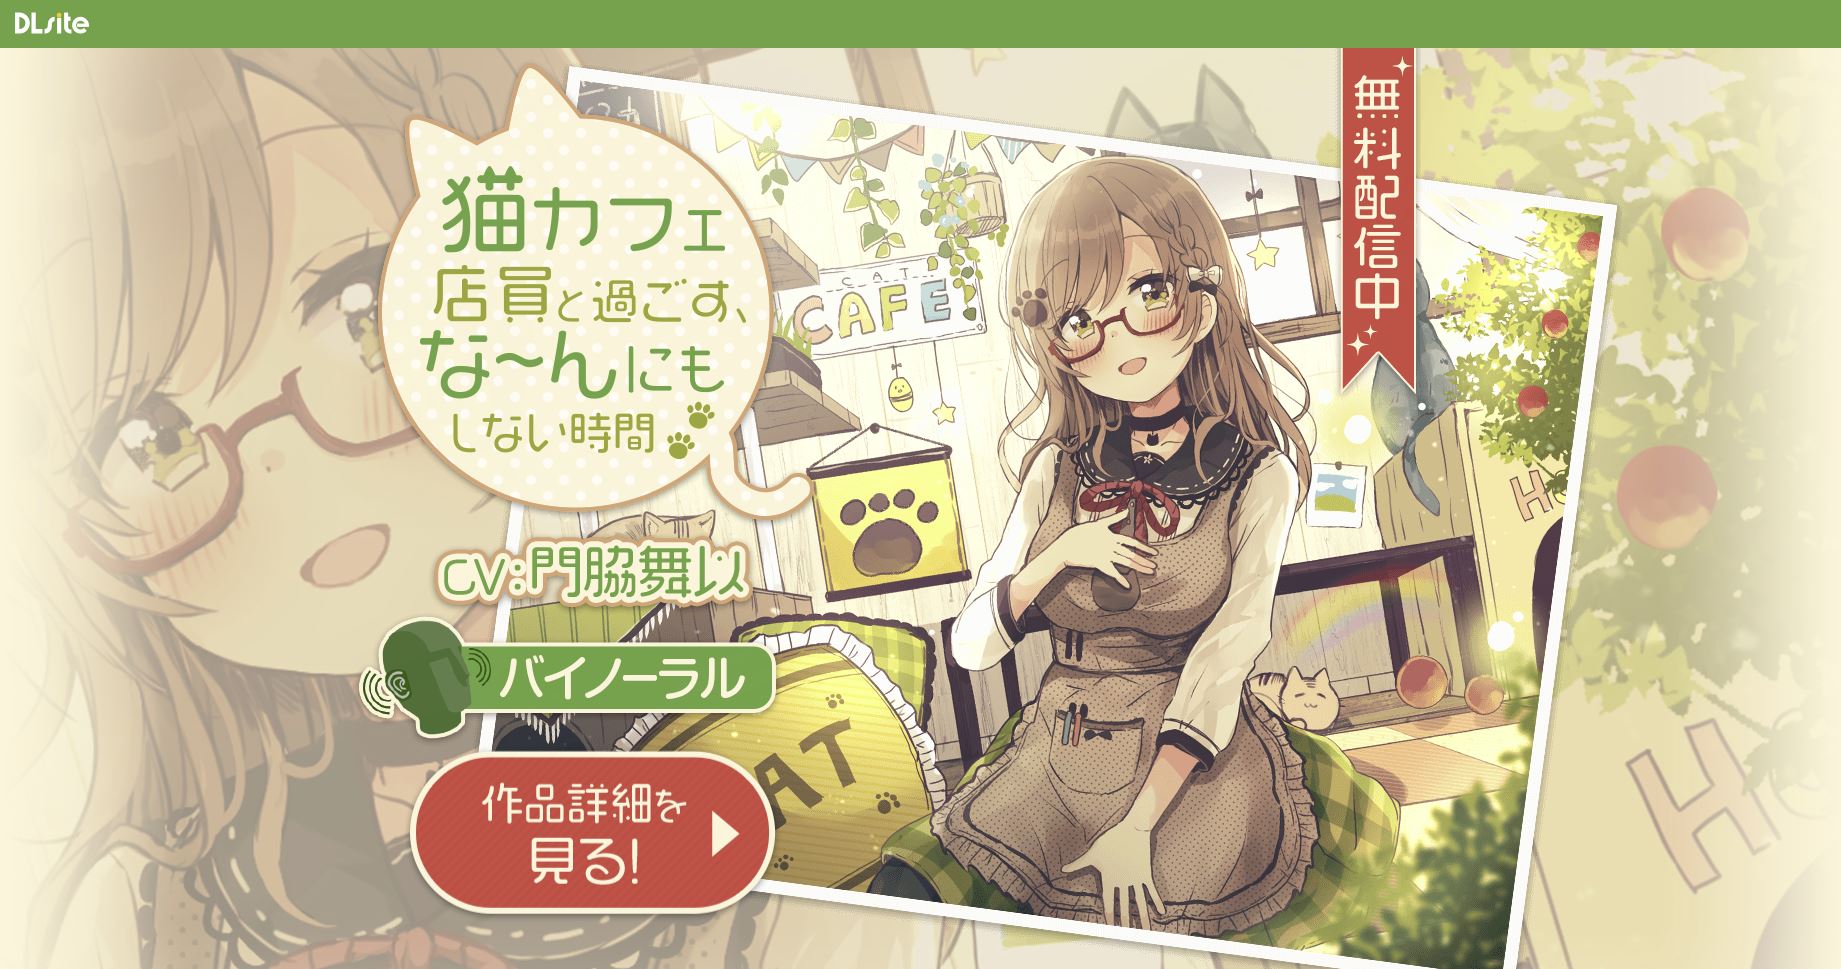 DLsite
猫カフェ
店員と過ごす、
な～んにも
しない時間
CV:門脇舞以
バイノーラル
作品詳細を
見る!
無料配信中
CAT
CAFE